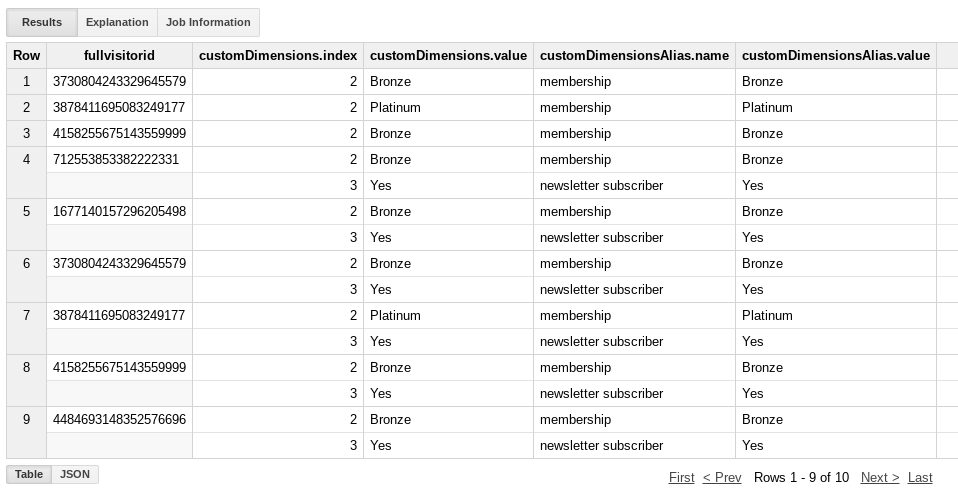 Results Explanation Job Information
Row fullvisitorid customDimensions.index customDimensions.value customDimensionsAlias.name customDimensionsAlias.value
1 3730804243329645579 2 Bronze membership Bronze
2 3878411695083249177 2 Platinum membership Platinum
3 4158255675143559999 2 Bronze membership Bronze
4 712553853382222331 2 Bronze membership Bronze
3 Yes newsletter subscriber Yes
5 1677140157296205498 2 Bronze membership Bronze
3 Yes newsletter subscriber Yes
6 3730804243329645579 2 Bronze membership Bronze
3 Yes newsletter subscriber Yes
7 3878411695083249177 2 Platinum membership Platinum
3 Yes newsletter subscriber Yes
8 4158255675143559999 2 Bronze membership Bronze
3 Yes newsletter subscriber Yes
9 4484693148352576696 2 Bronze membership Bronze
3 Yes newsletter subscriber Yes
Table JSON First < Prev Rows 1 - 9 of 10 Next > Last